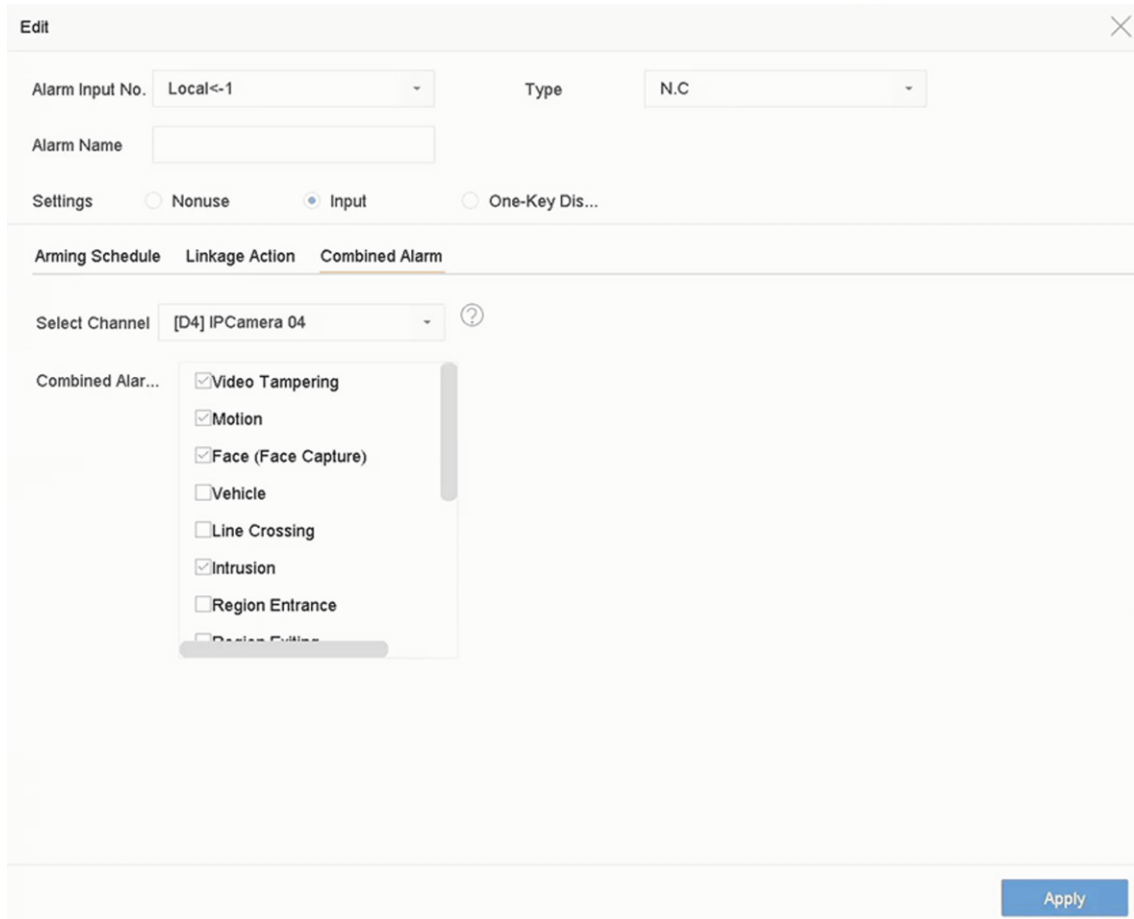 Edit
Alarm Input No. Local<-1 Type N.C
Alarm Name
Settings Nonuse Input One-Key Dis...
Arming Schedule Linkage Action Combined Alarm
Select Channel [D4] IPCamera 04
Combined Alar... Video Tampering
Motion
Face (Face Capture)
Vehicle
Line Crossing
Intrusion
Region Entrance
Region Exiting
Apply